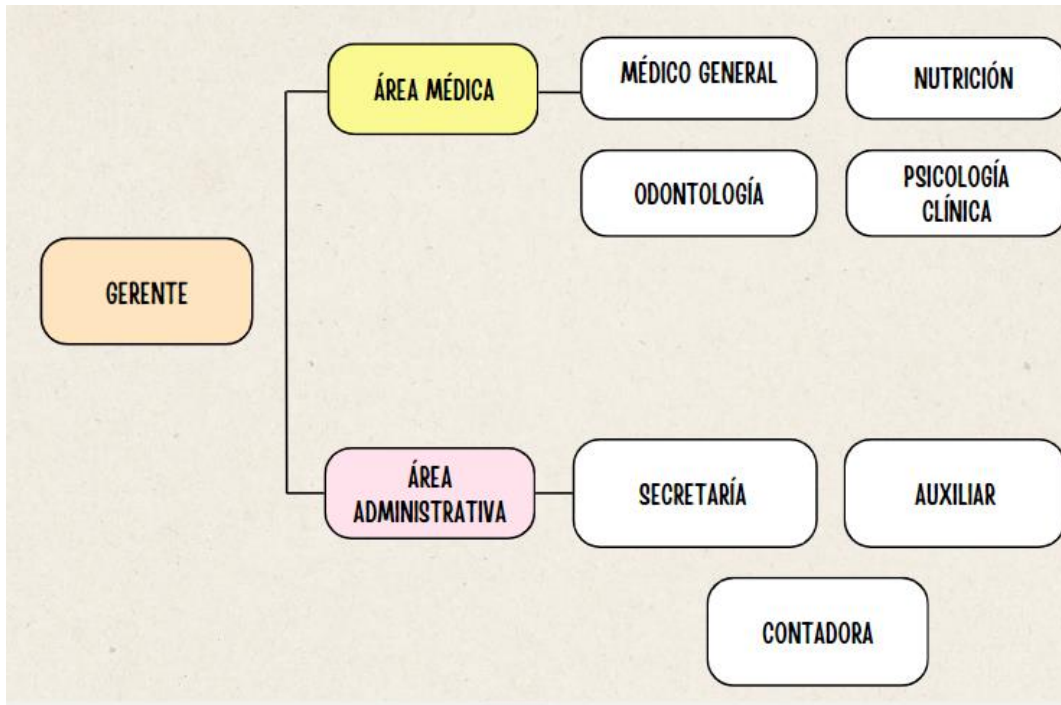 ÁREA MÉDICA
MÉDICO GENERAL
NUTRICIÓN
ODONTOLOGÍA
PSICOLOGÍA
CLÍNICA
GERENTE
ÁREA
ADMINISTRATIVA
SECRETARÍA
AUXILIAR
CONTADORA